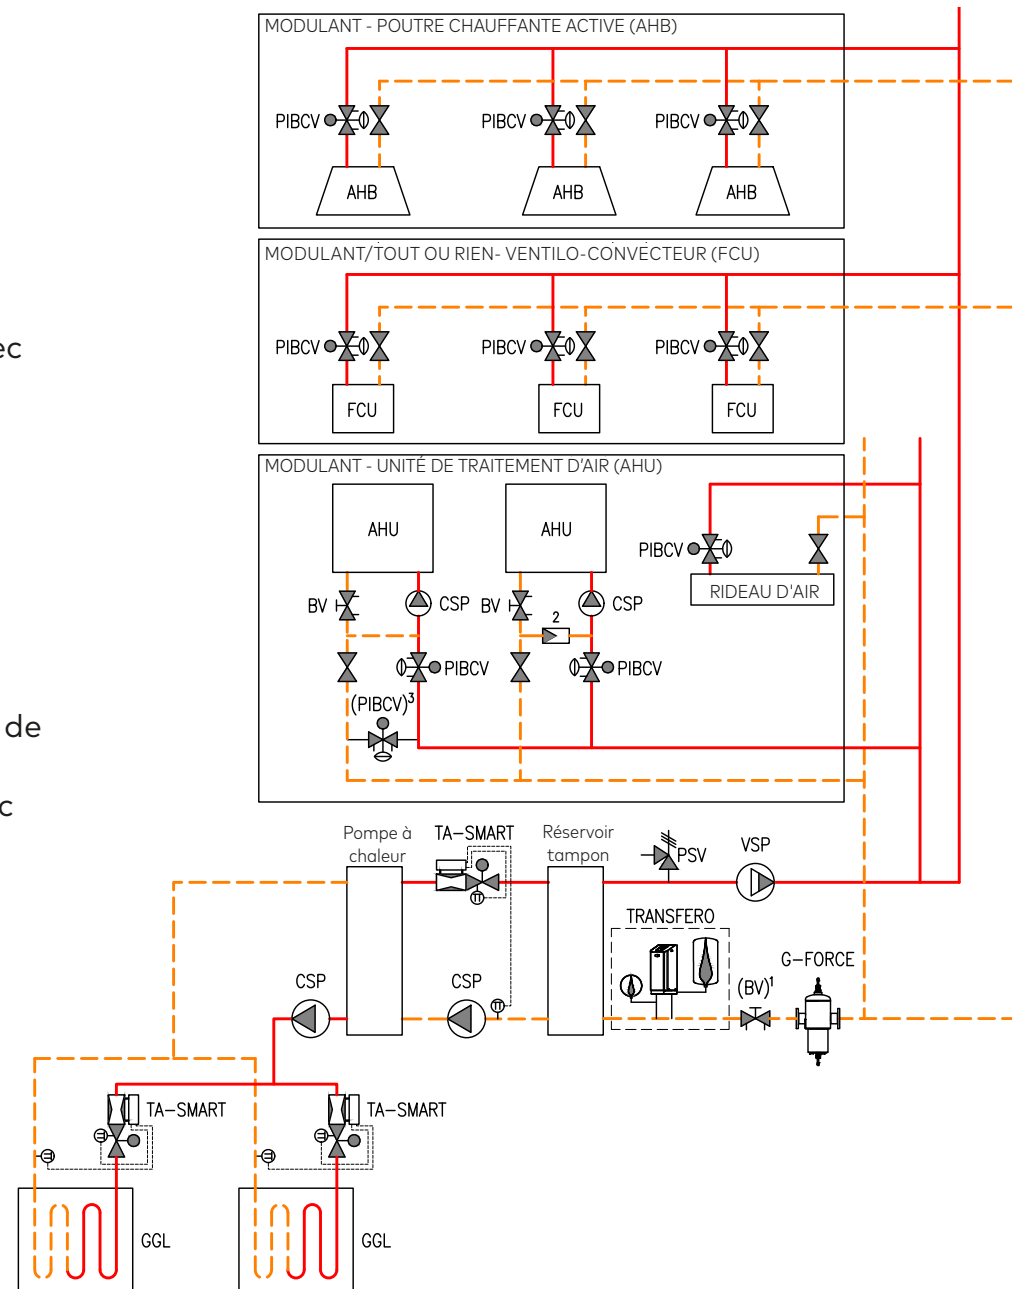 MODULANT - POUTRE CHAUFFANTE ACTIVE (AHB)
PIBCV PIBCV PIBCV
AHB AHB AHB
MODULANT/TOUT OU RIEN- VENTILO-CONVECTEUR (FCU)
ec
PIBCV PIBCV PIBCV
FCU FCU FCU
MODULANT - UNITÉ DE TRAITEMENT D'AIR (AHU)
AHU AHU
PIBCV
RIDEAU D'AIR
BV CSP BV CSP
2
PIBCV PIBCV
(PIBCV)³
de
c
Pompe à
chaleur
TA-SMART
Réservoir
tampon
PSV
VSP
TRANSFERO
G-FORCE
CSP CSP
(BV)¹
TA-SMART TA-SMART
GGL GGL